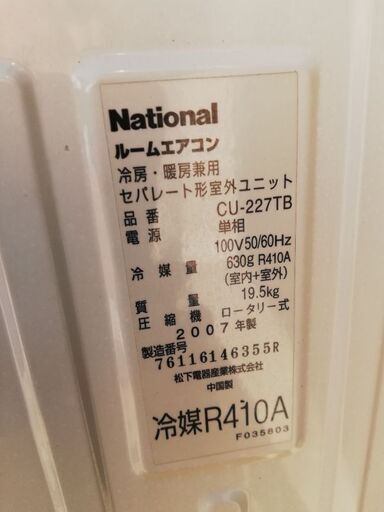 National
ルームエアコン
冷房・暖房兼用
セパレート形室外ユニット
品番 CU-227TB
電源 単相
100V50/60Hz
冷媒量 630g R410A
(室内+室外)
質量 19.5kg
圧縮機 ロータリー式
2007年製
製造番号
76116146355R
松下電器産業株式会社
中国製
冷媒R410A
F035803